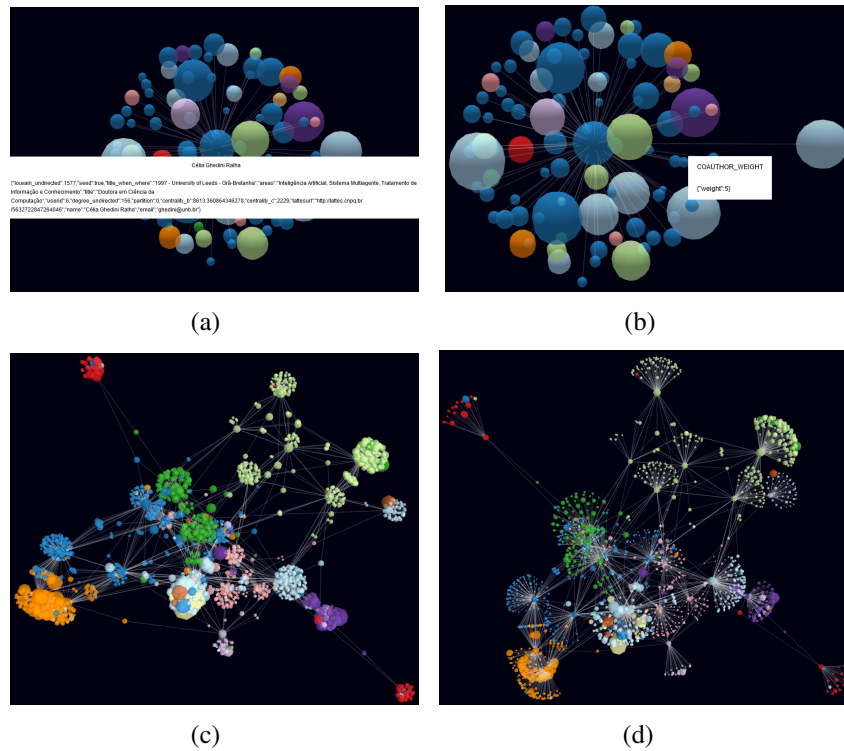 Célia Ghedini Ralha
{"louvain_undirected":1577,"seed":true,"title_when_where":"1997 - University of Leeds - Grã-Bretanha","areas":"Inteligência Artificial, Sistema Multiagente, Tratamento de
Informação e Conhecimento","title":"Doutora em Ciência da
Computação","userid":6,"degree_undirected":156,"partition":0,"centrality_b":8613.360864346278,"centrality_c":2229,"lattesurl":"http://lattes.cnpq.br
/5632722847264046","name":"Célia Ghedini Ralha","email":"ghedini@unb.br"}
COAUTHOR_WEIGHT
{"weight":5}
(a)
(b)
(c)
(d)